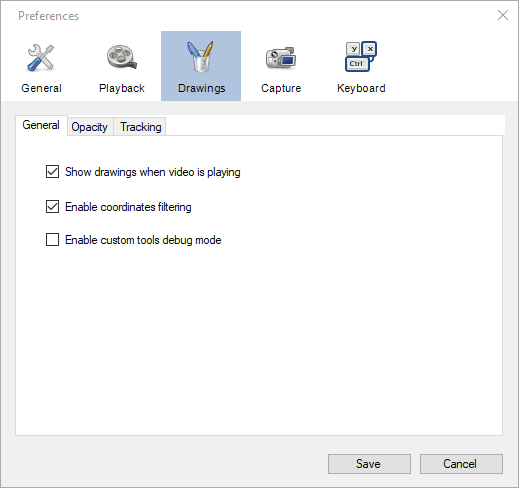 Preferences
General Playback Drawings Capture Keyboard
y x
Ctrl
General Opacity Tracking
Show drawings when video is playing
Enable coordinates filtering
Enable custom tools debug mode
Save Cancel